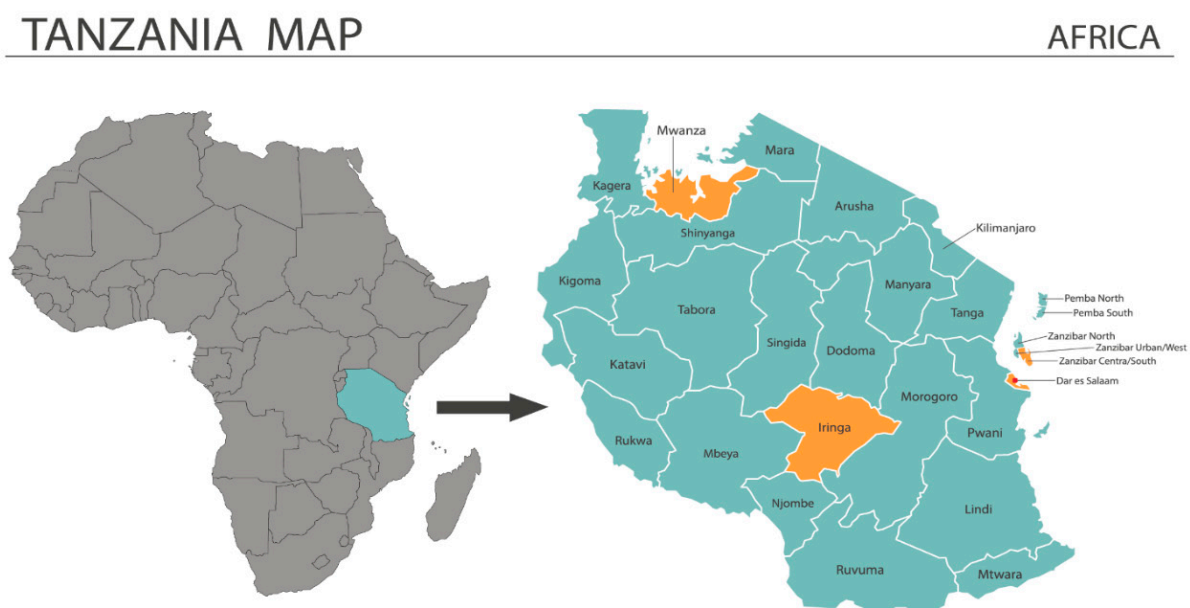 TANZANIA MAP
AFRICA
Mwanza
Mara
Kagera
Arusha
Shinyanga
Kilimanjaro
Kigoma
Manyara
Tabora
Pemba North
Tanga
Pemba South
Zanzibar North
Singida
Zanzibar Urban/West
Dodoma
Katavi
Zanzibar Centra/South
Dar es Salaam
Morogoro
Iringa
Pwani
Rukwa
Mbeya
Njombe
Lindi
Ruvuma
Mtwara